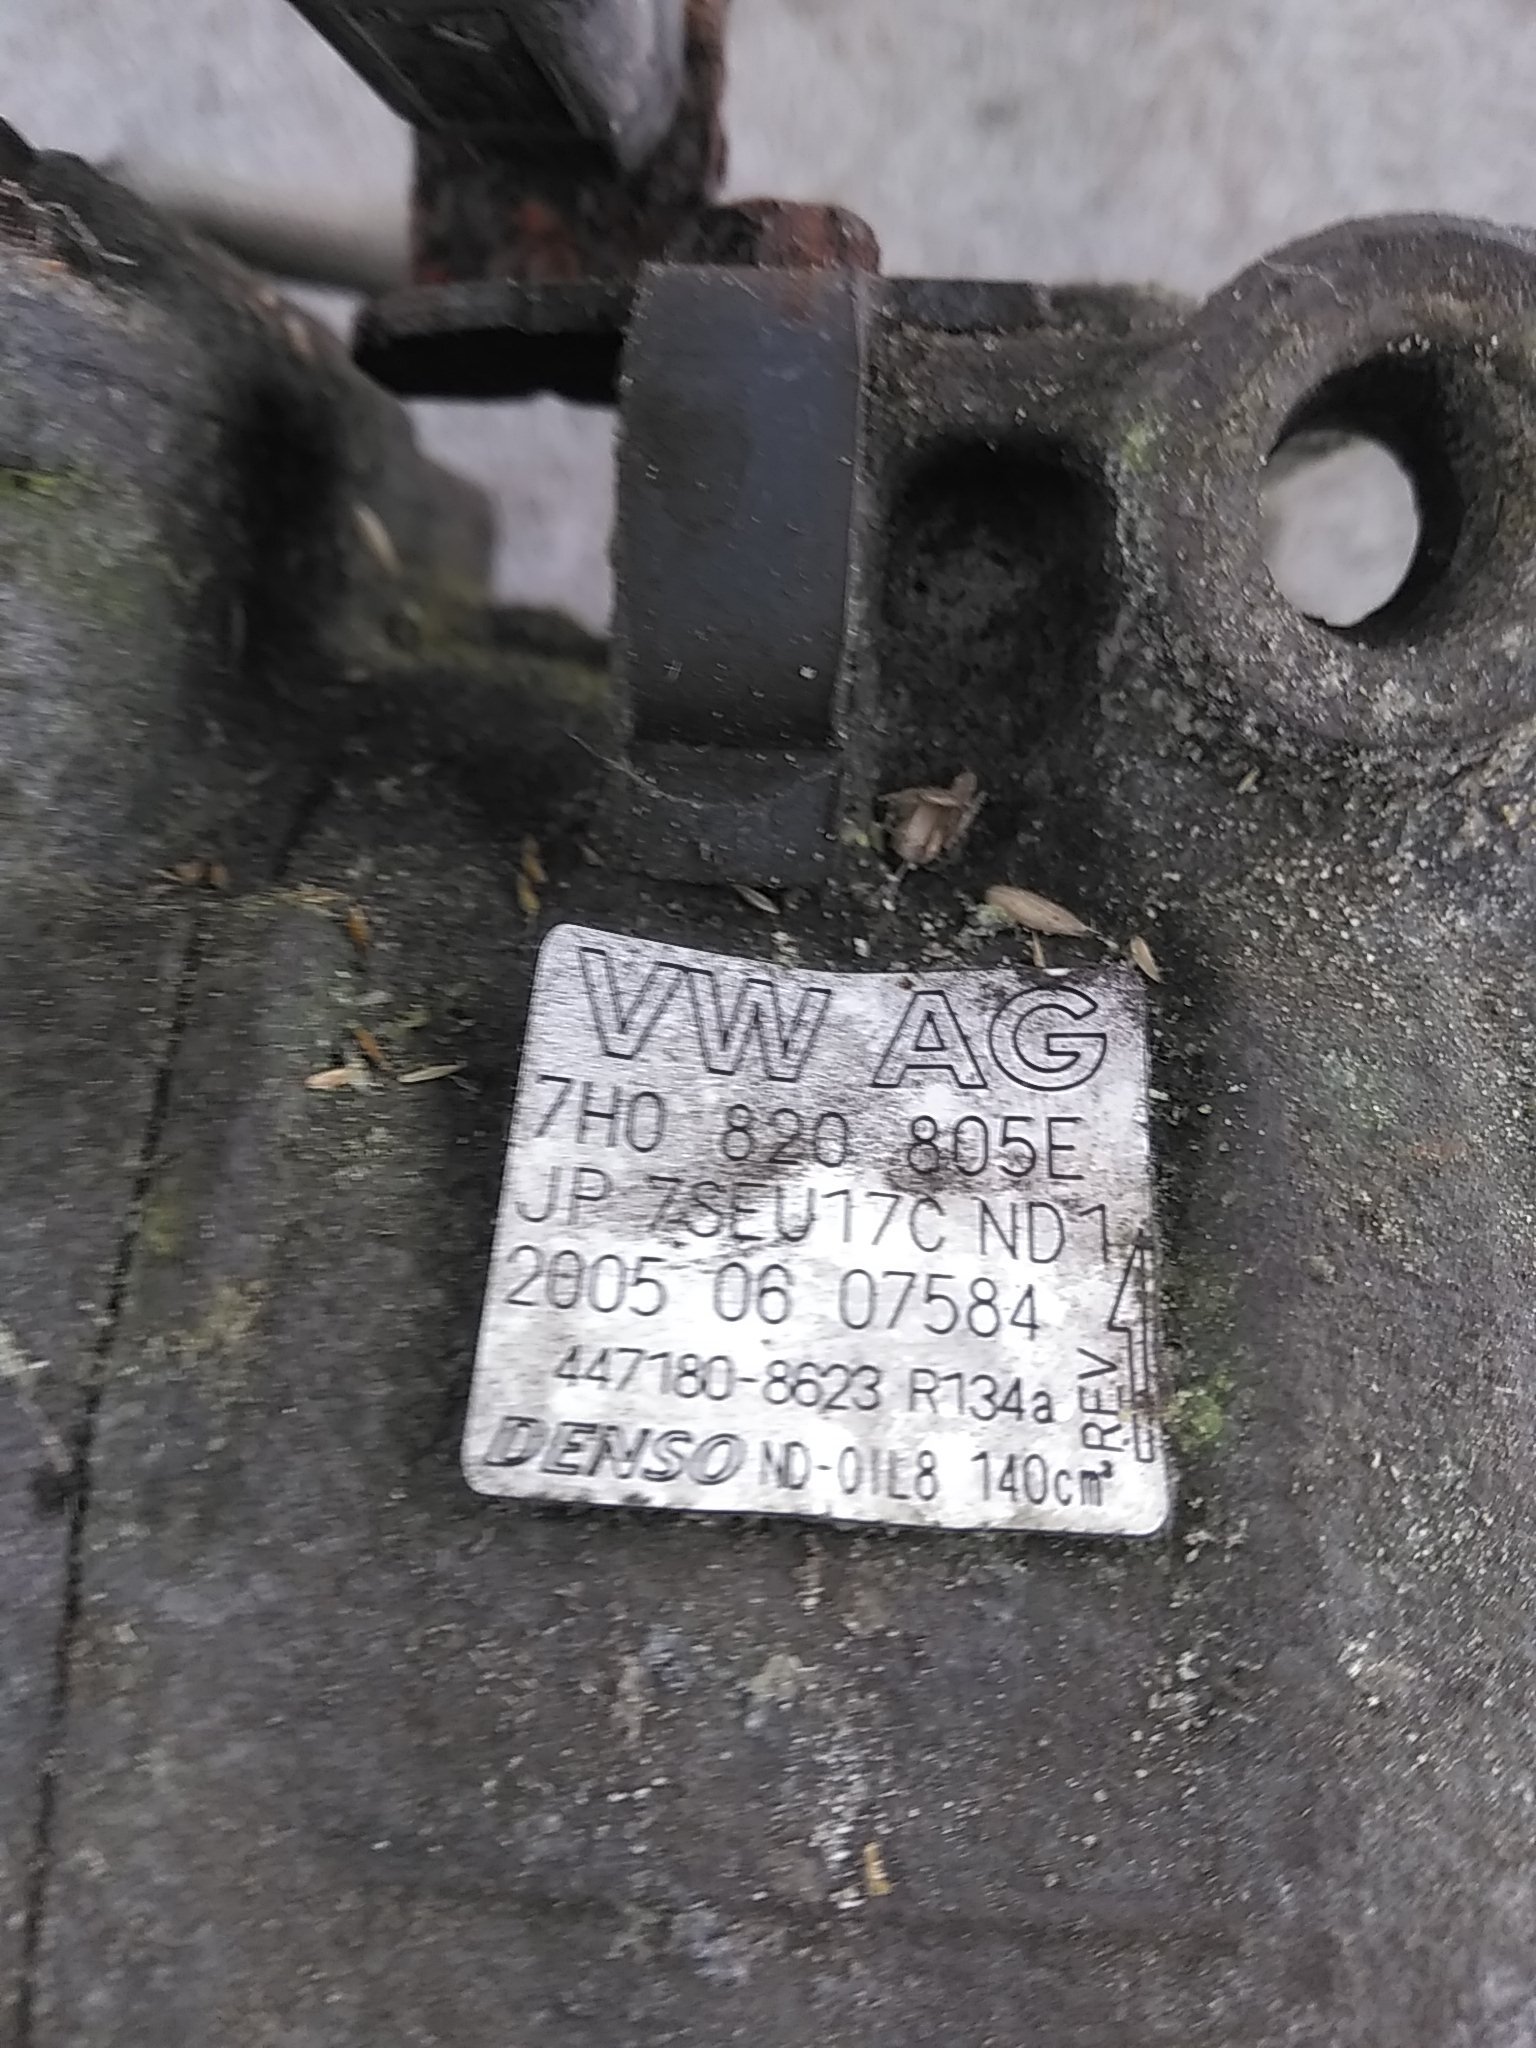 VW AG
7H0 820 805E
JP 7SEU17C ND1
2005 06 07584
447180-8623 R134a
DENSO ND-OIL8 140cm³
REV